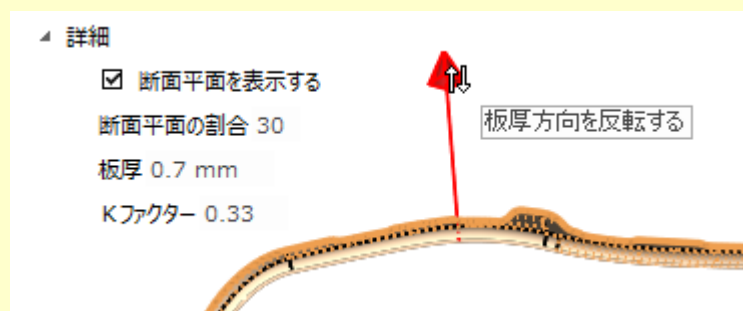 詳細
断面平面を表示する
断面平面の割合 30
板厚 0.7 mm
板厚方向を反転する
Kファクター 0.33